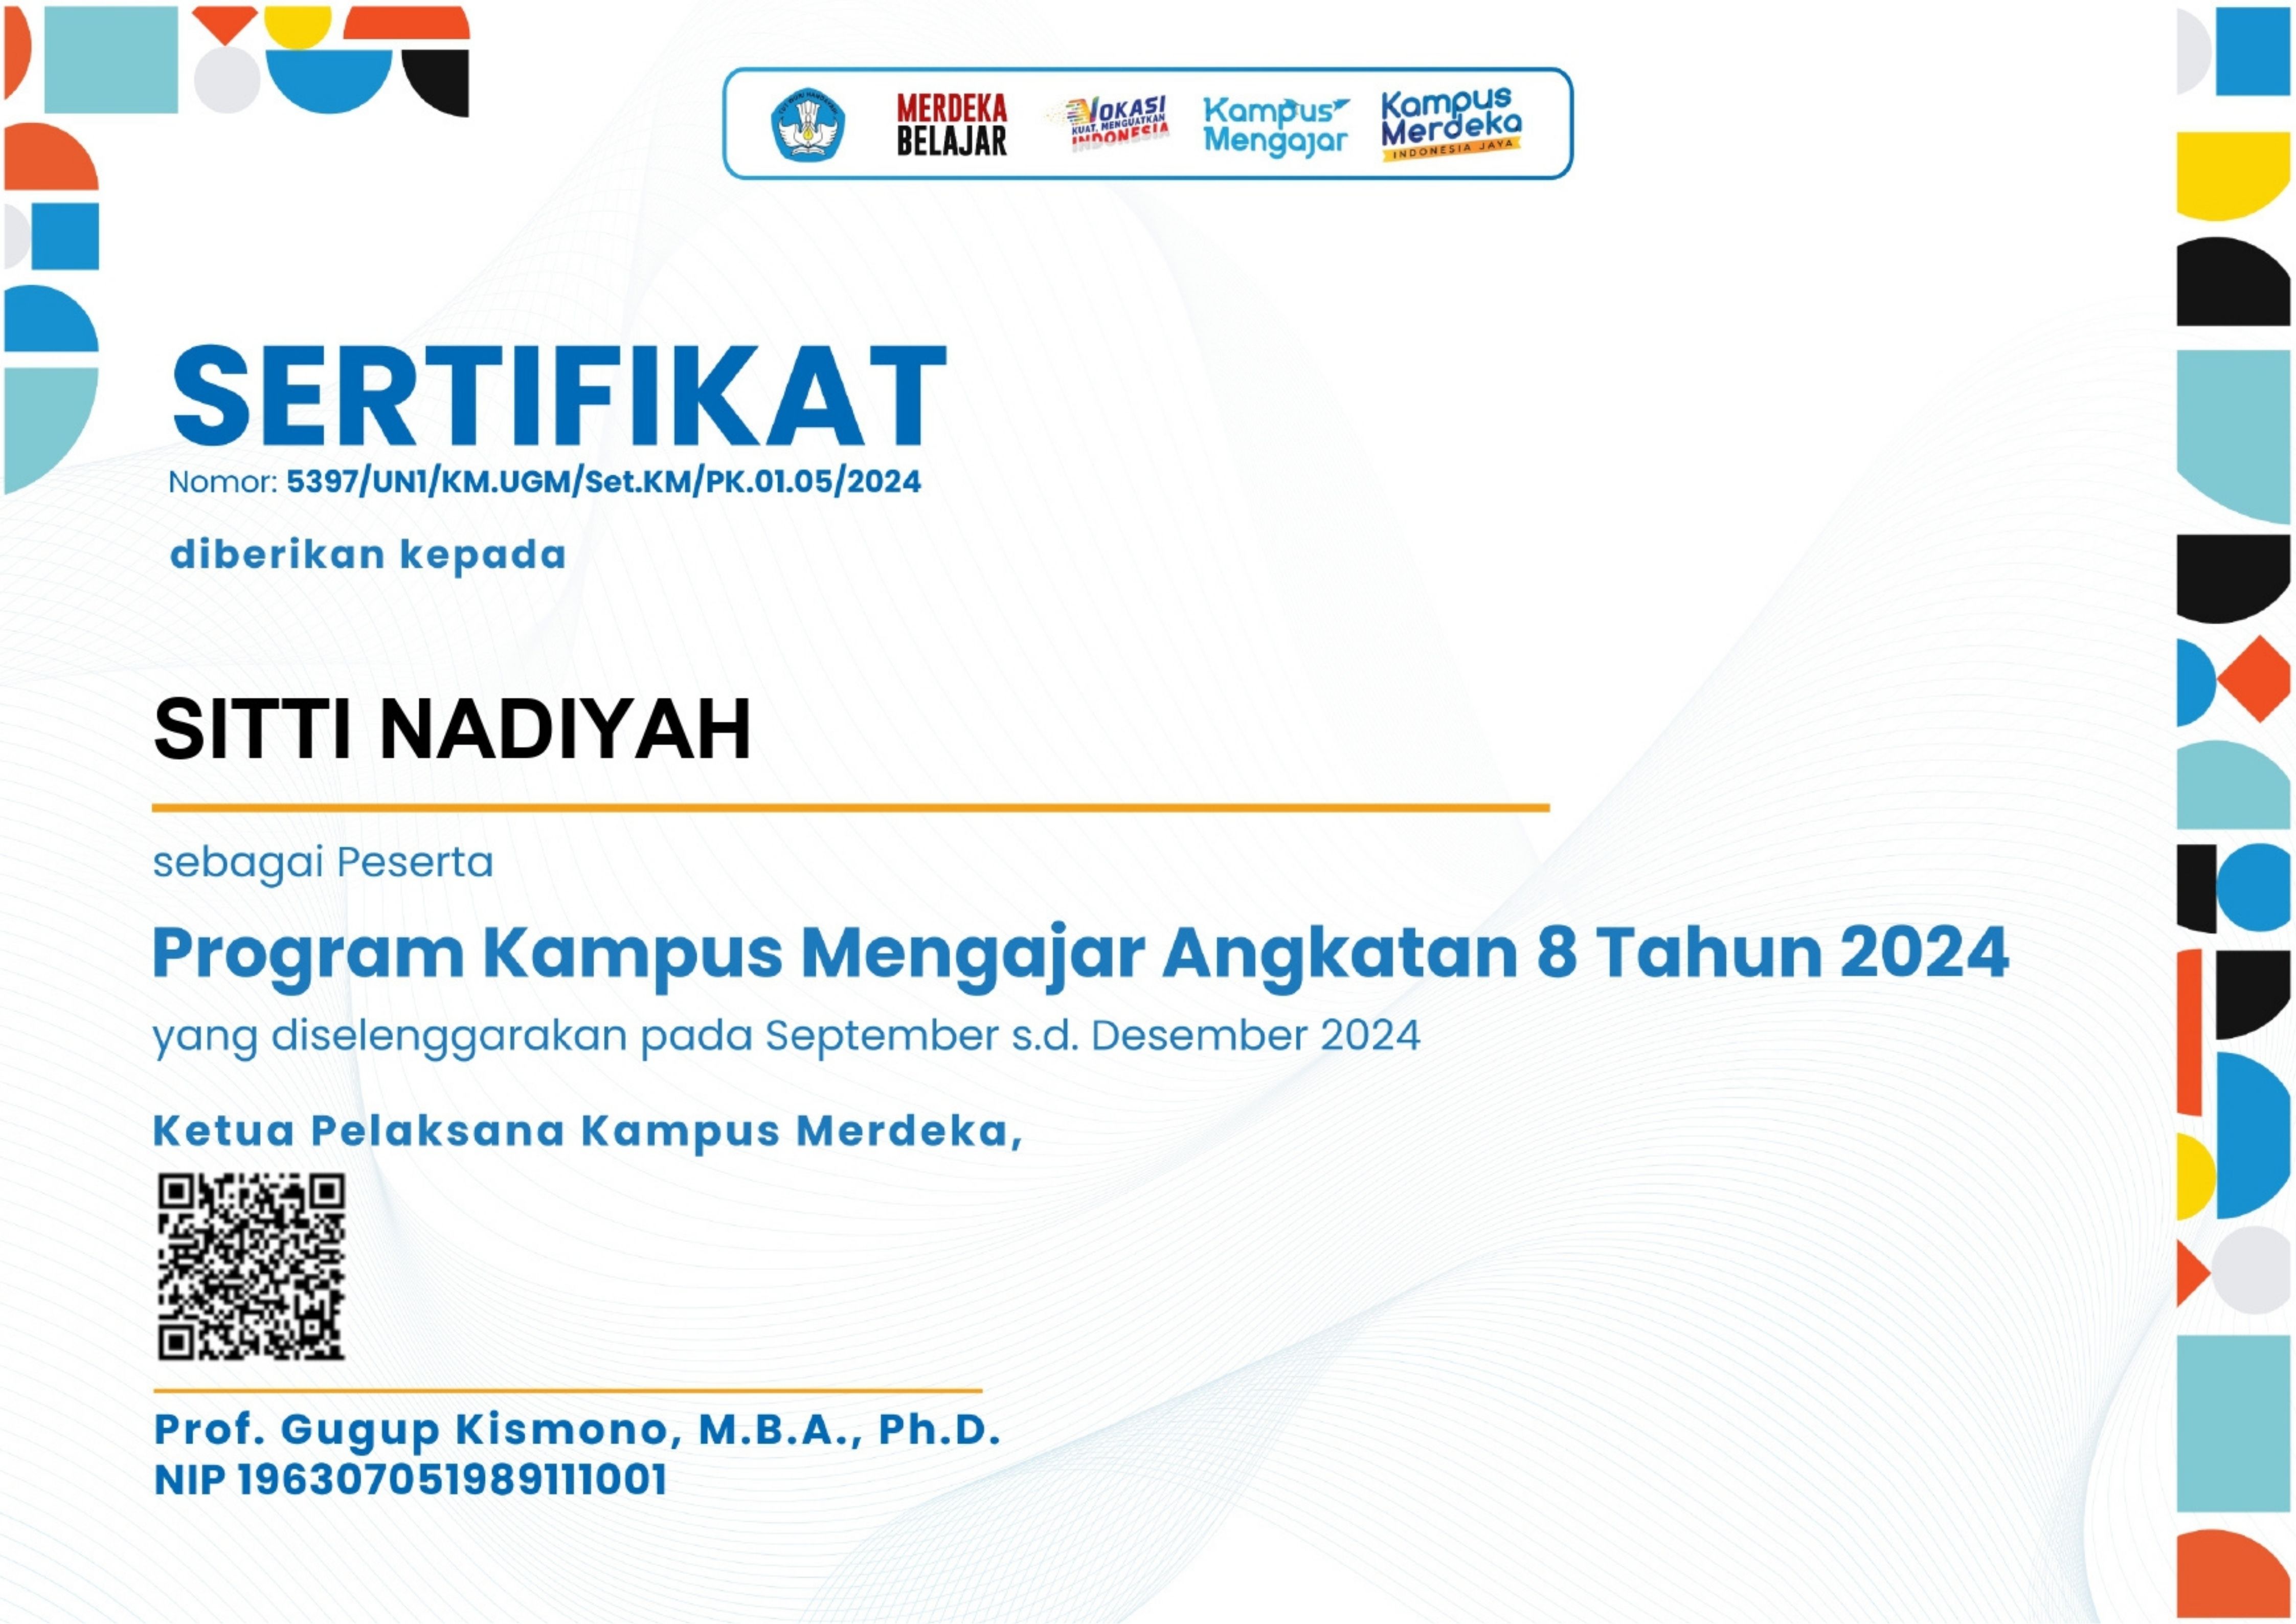 MERDEKA
BELAJAR
VOKASI
KUAT, MENGUATKAN
INDONESIA
Kampus
Mengajar
Kampus
Merdeka
INDONESIA JAYA
SERTIFIKAT
Nomor: 5397/UN1/KM.UGM/Set.KM/PK.01.05/2024
diberikan kepada
SITTI NADIYAH
sebagai Peserta
Program Kampus Mengajar Angkatan 8 Tahun 2024
yang diselenggarakan pada September s.d. Desember 2024
Ketua Pelaksana Kampus Merdeka,
Prof. Gugup Kismono, M.B.A., Ph.D.
NIP 196307051989111001